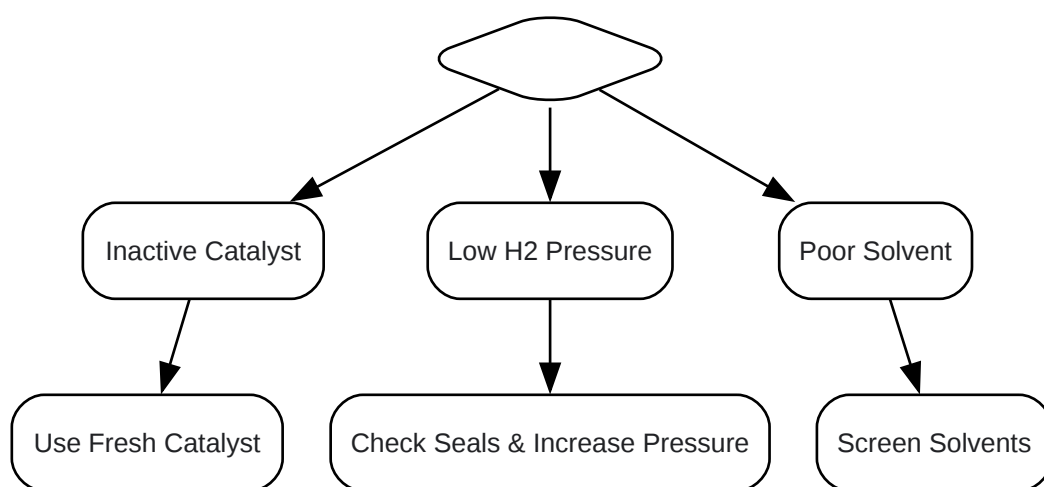 Inactive Catalyst
Low H2 Pressure
Poor Solvent
Use Fresh Catalyst
Check Seals & Increase Pressure
Screen Solvents